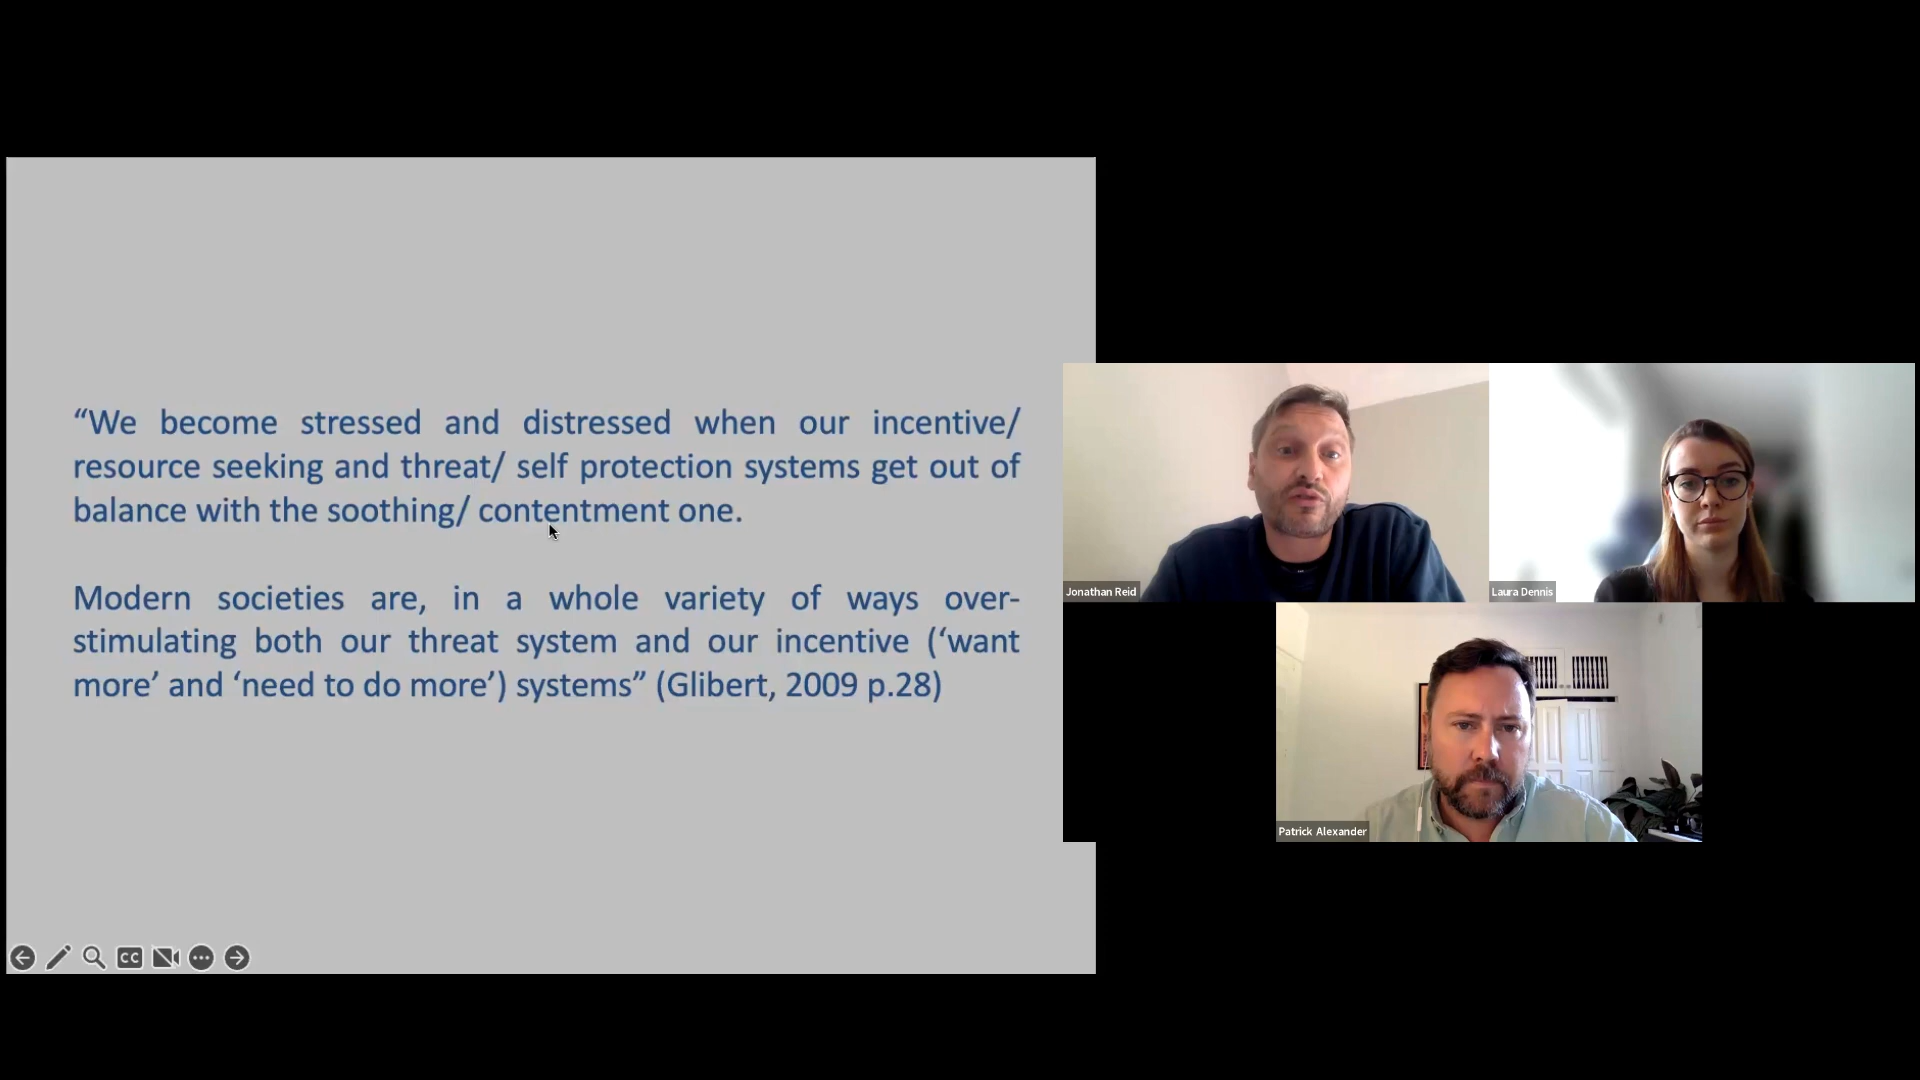 “We become stressed and distressed when our incentive/
resource seeking and threat/ self protection systems get out of
balance with the soothing/ contentment one.
Modern societies are, in a whole variety of ways over-
stimulating both our threat system and our incentive (‘want
more’ and ‘need to do more’) systems” (Glibert, 2009 p.28)
CC
Jonathan Reid
Laura Dennis
Patrick Alexander